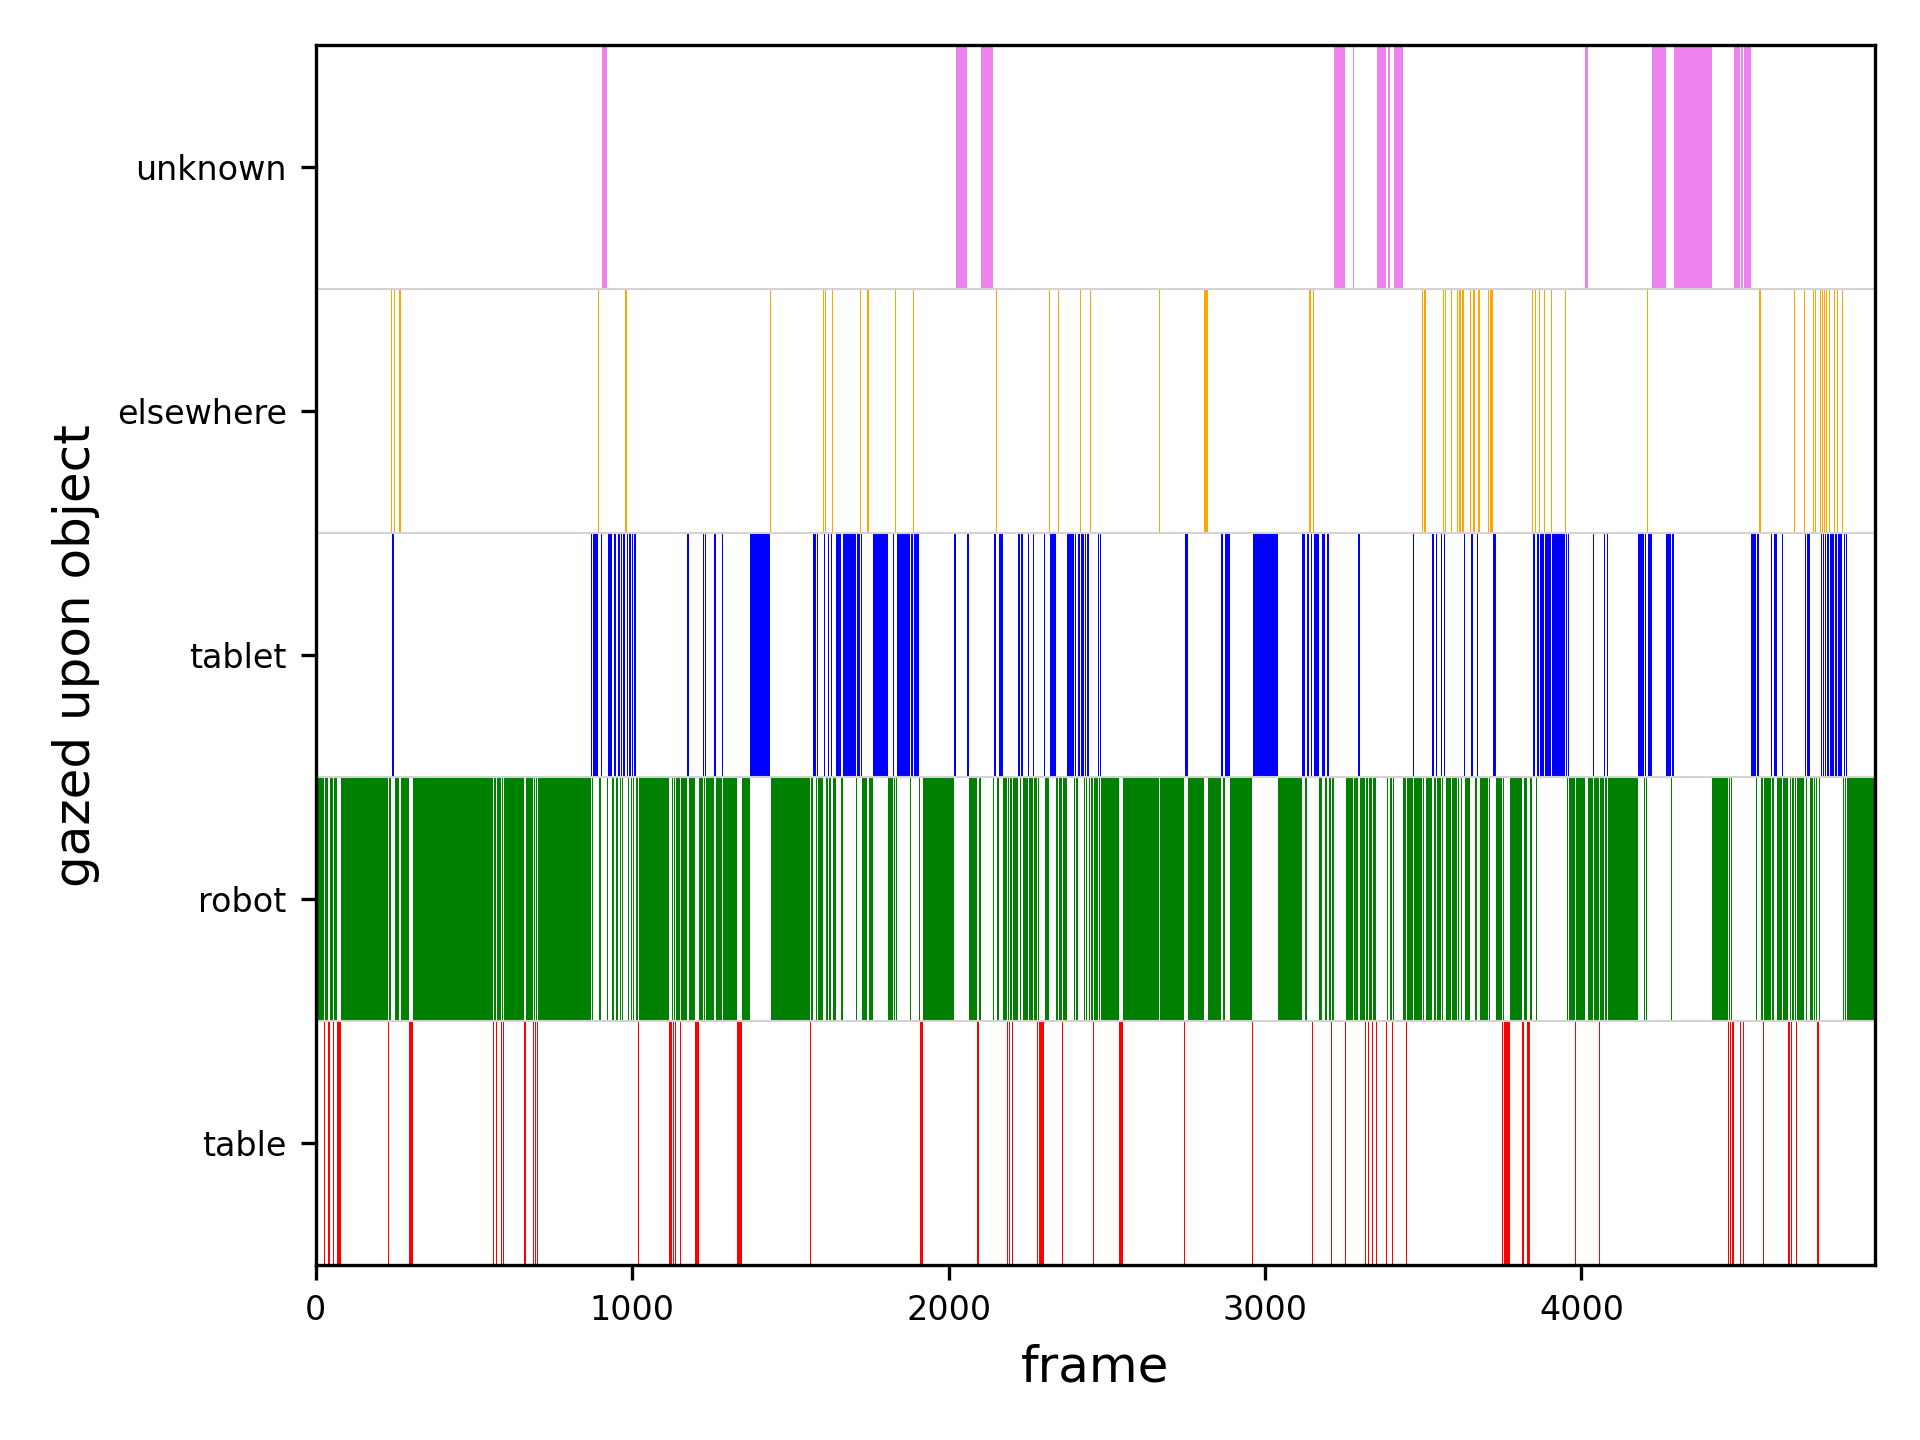 unknown
elsewhere
tablet
robot
table
gazed upon object
0 1000 2000 3000 4000
frame